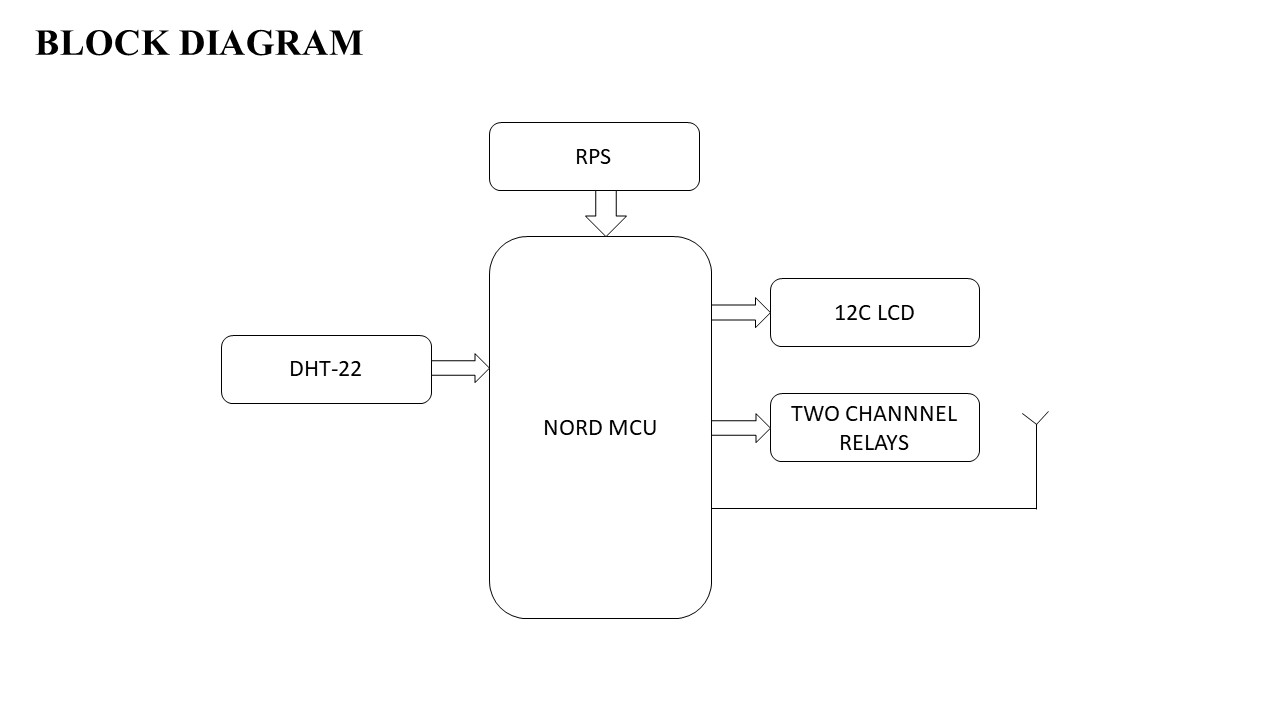 BLOCK DIAGRAM
RPS
12C LCD
DHT-22
TWO CHANNNEL
RELAYS
NORD MCU